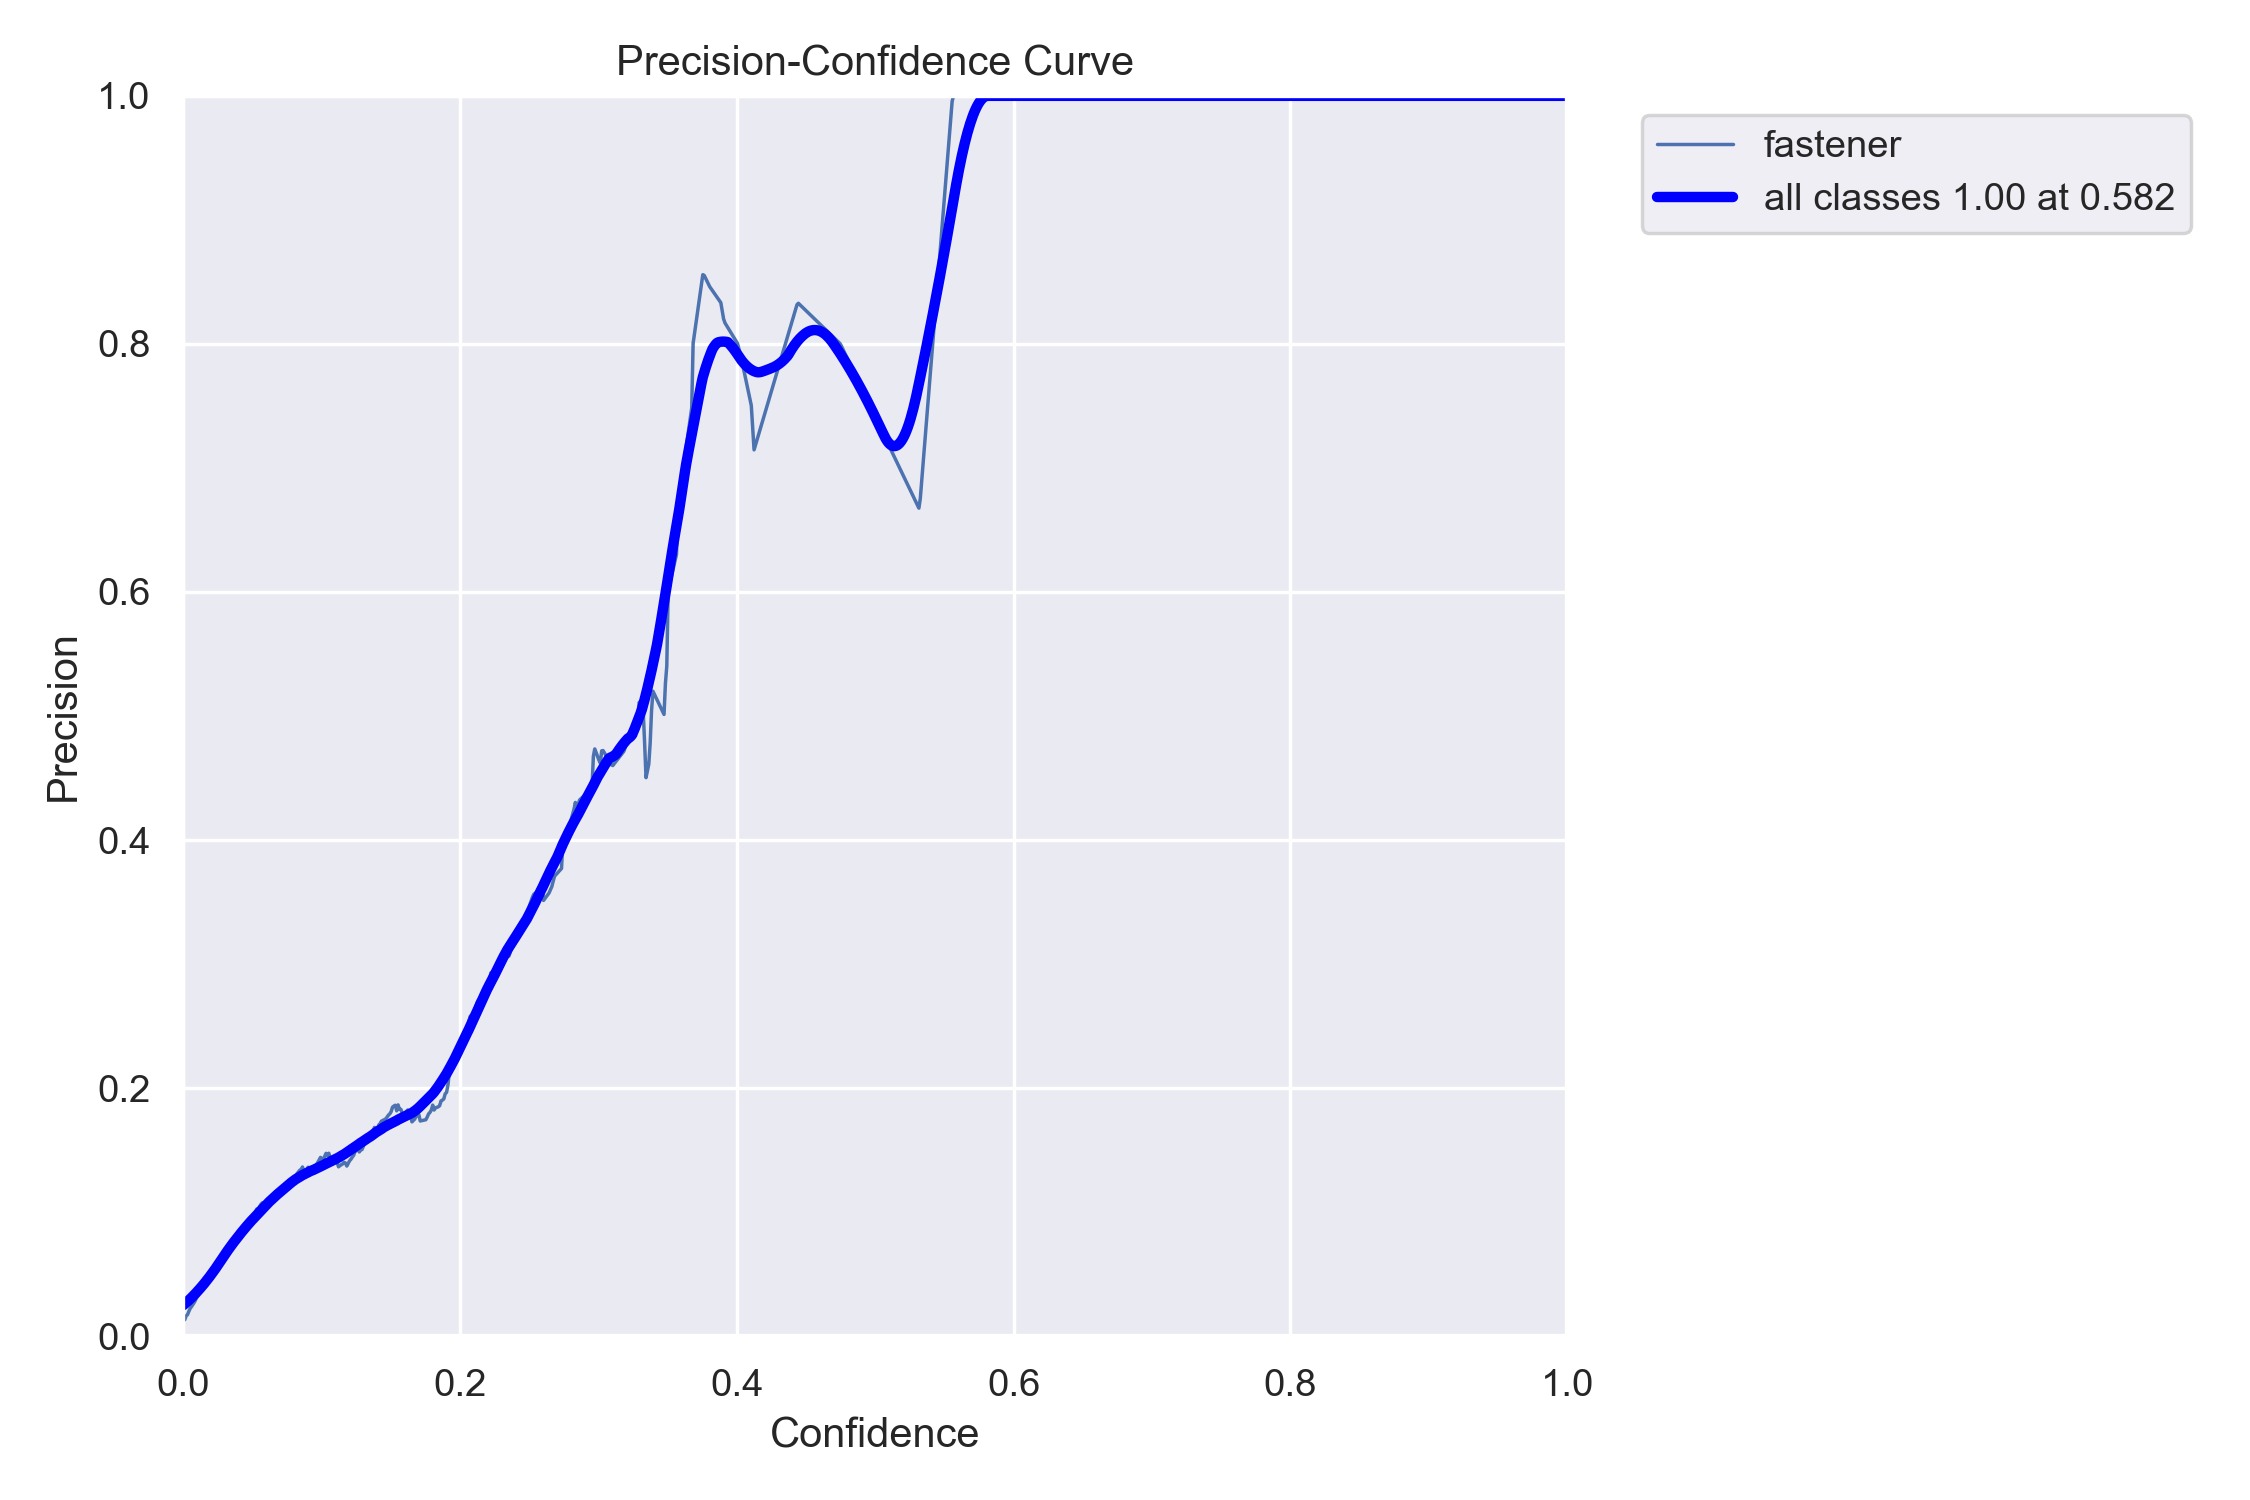 Precision-Confidence Curve
fastener
all classes 1.00 at 0.582
Precision
1.0
0.8
0.6
0.4
0.2
0.0
0.0 0.2 0.4 0.6 0.8 1.0
Confidence